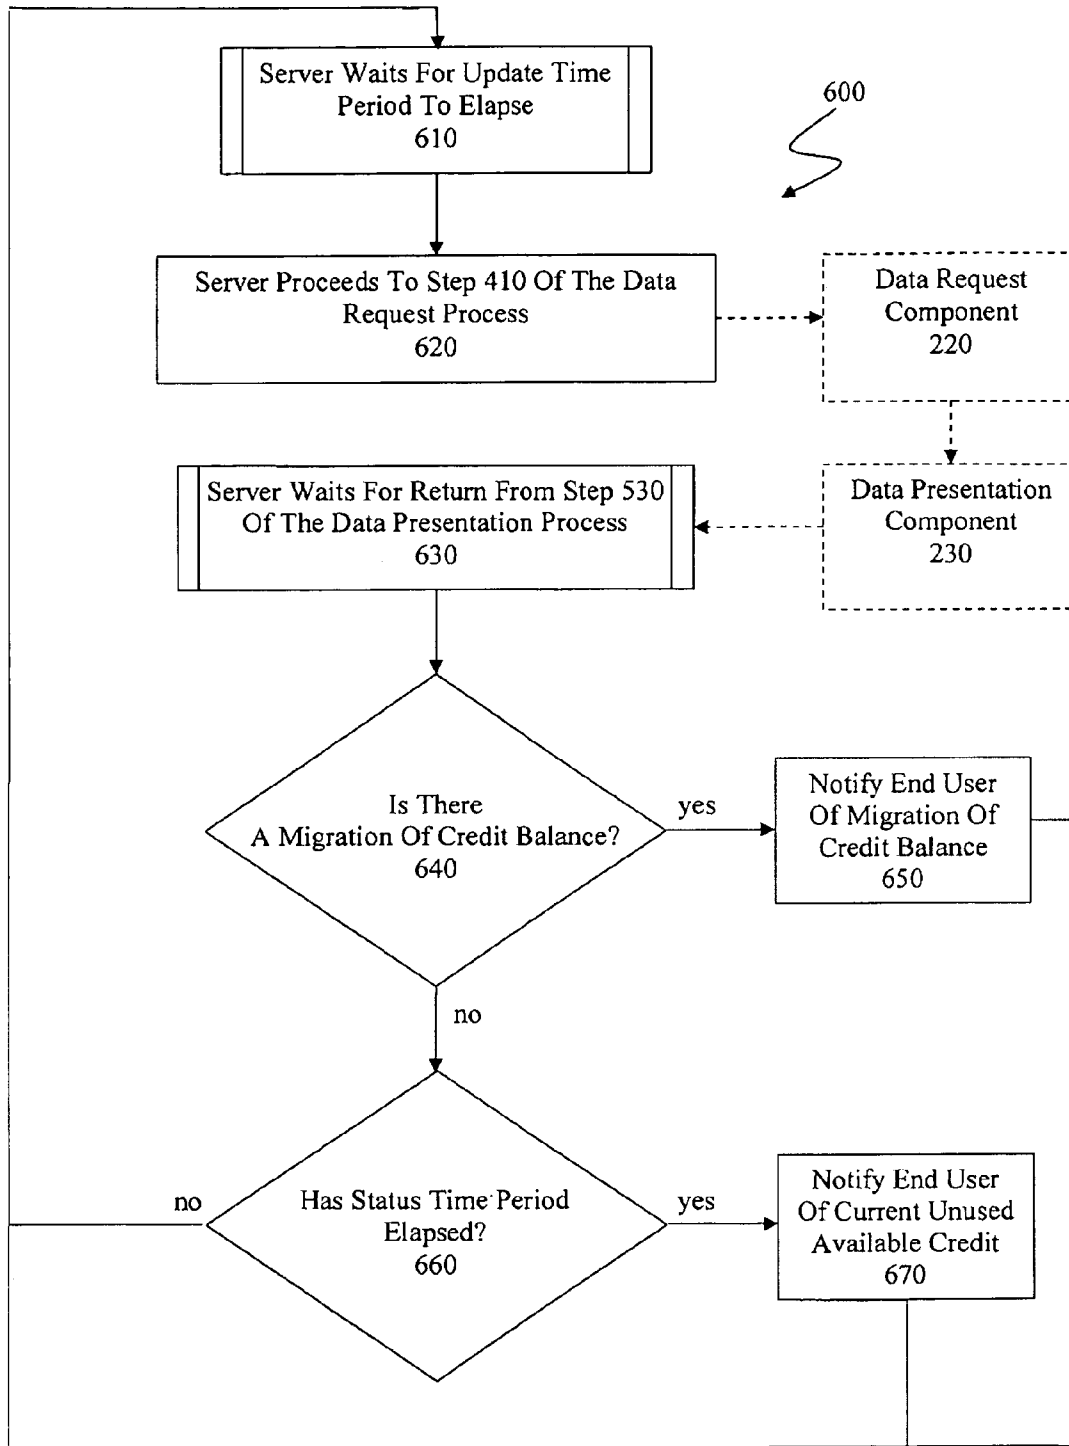 Server Waits For Update Time
Period To Elapse
610
600
Server Proceeds To Step 410 Of The Data
Request Process
620
Data Request
Component
220
Server Waits For Return From Step 530
Of The Data Presentation Process
630
Data Presentation
Component
230
Is There
A Migration Of Credit Balance?
640
yes
Notify End User
Of Migration Of
Credit Balance
650
no
Has Status Time Period
Elapsed?
660
no
yes
Notify End User
Of Current Unused
Available Credit
670